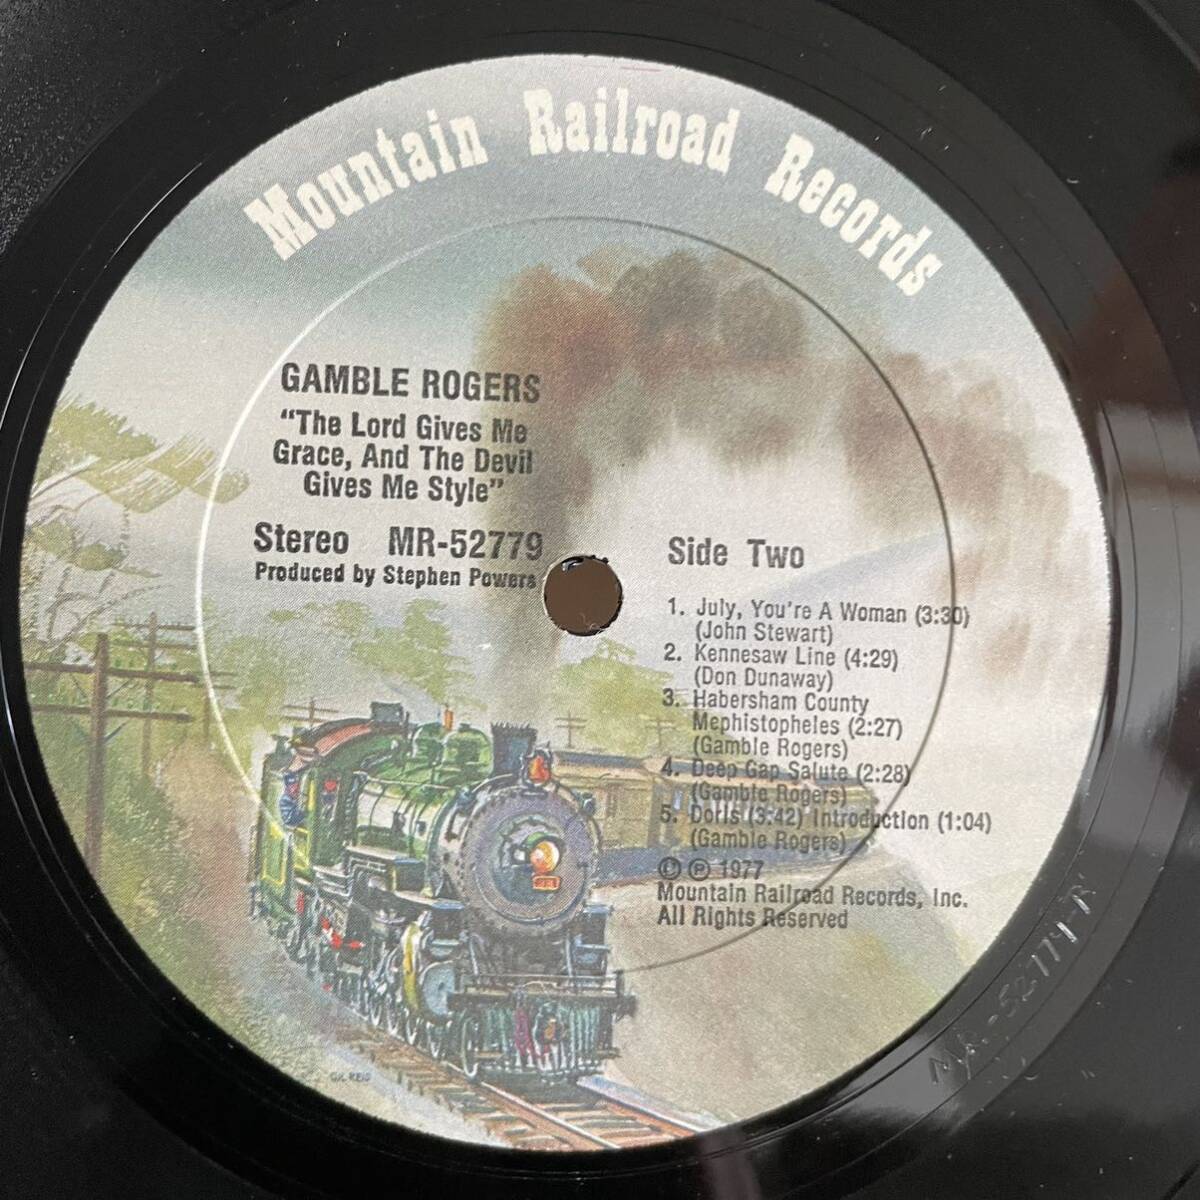 Mountain Railroad Records
GAMBLE ROGERS
“The Lord Gives Me
Grace, And The Devil
Gives Me Style”
Stereo MR-52779
Produced by Stephen Powers
Side Two
1. July, You're A Woman (3:30)
(John Stewart)
2. Kennesaw Line (4:29)
(Don Dunaway)
3. Habersham County
Mephistopheles (2:27)
(Gamble Rogers)
4. Deep Gap Salute (2:28)
(Gamble Rogers)
5. Doris (3:42) Introduction (1:04)
(Gamble Rogers)
© ℗ 1977
Mountain Railroad Records, Inc.
All Rights Reserved
GIL REID